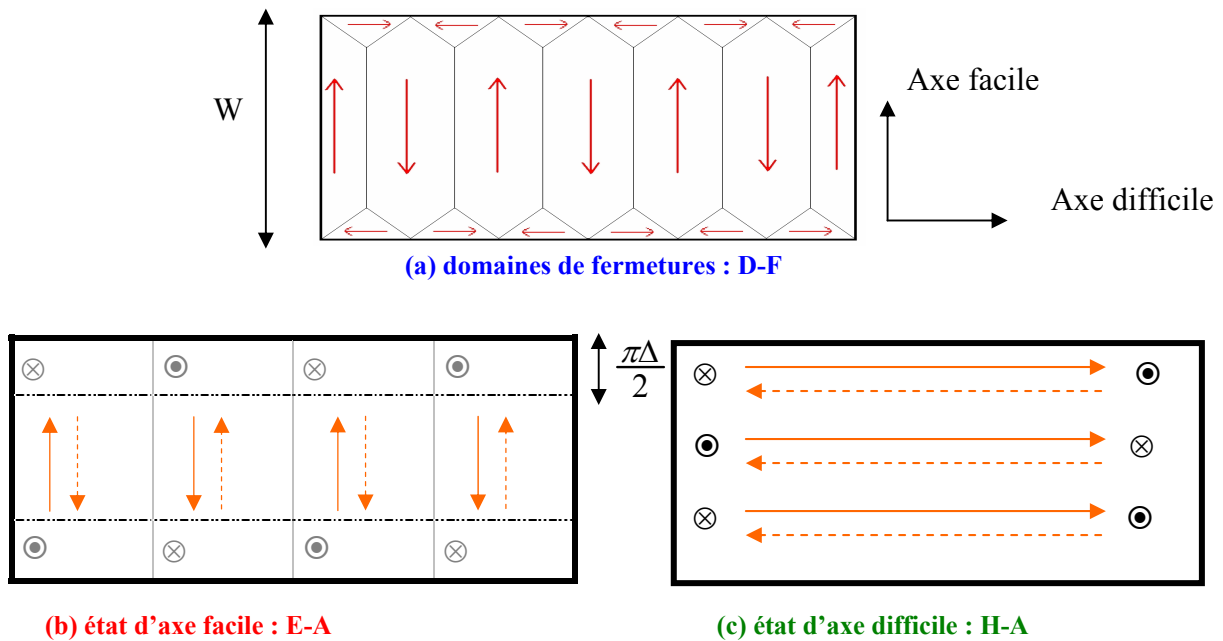 W
Axe facile
Axe difficile
(a) domaines de fermetures : D-F
πΔ
2
(b) état d'axe facile : E-A
(c) état d'axe difficile : H-A